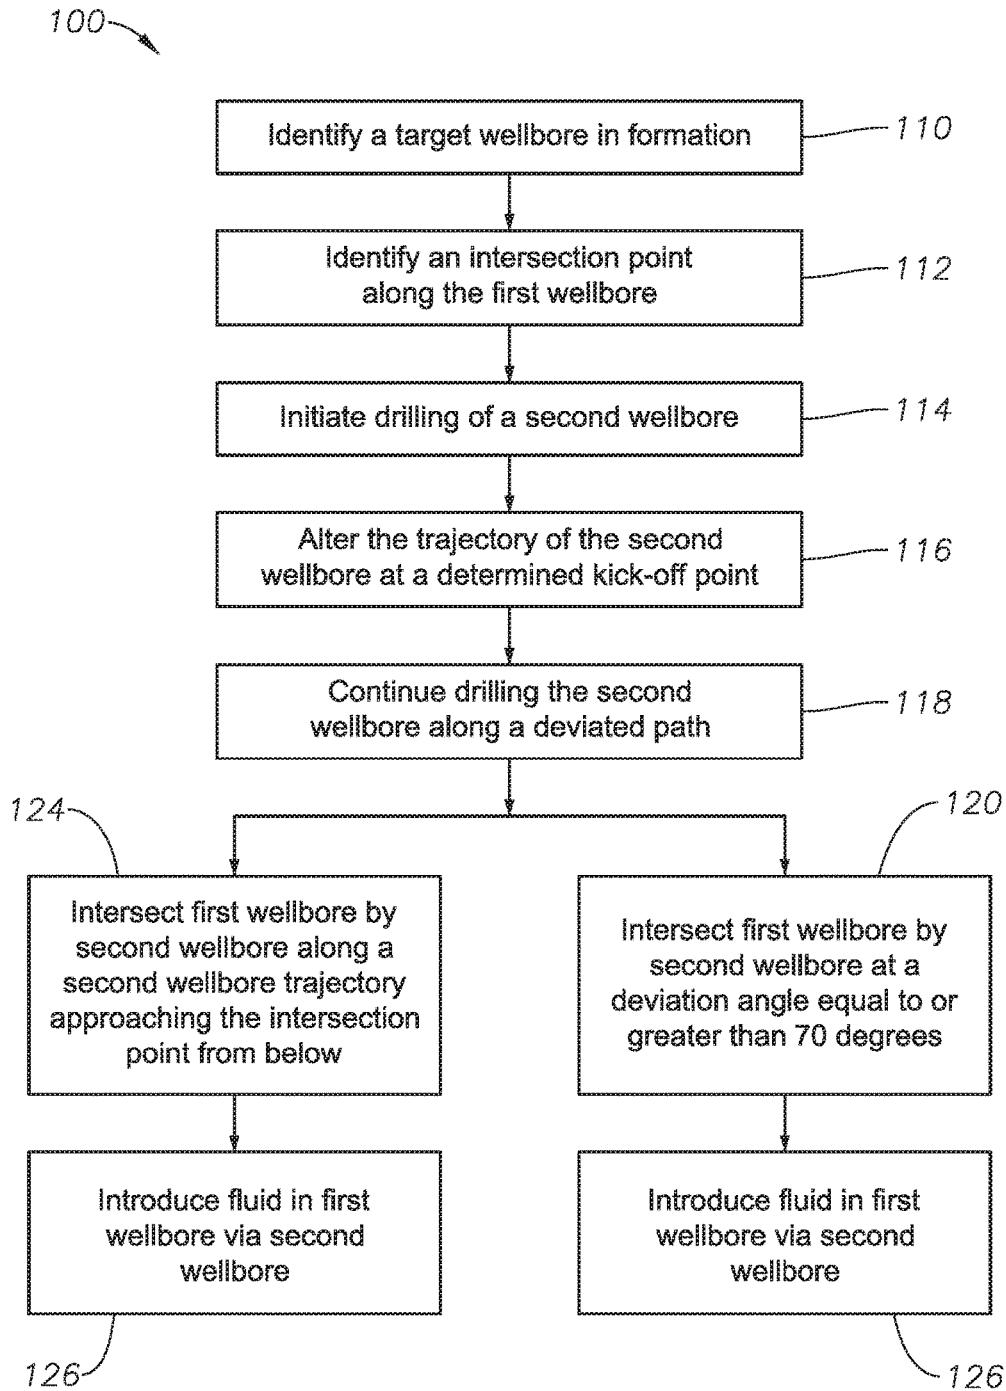 100
Identify a target wellbore in formation
110
Identify an intersection point
along the first wellbore
112
Initiate drilling of a second wellbore
114
Alter the trajectory of the second
wellbore at a determined kick-off point
116
Continue drilling the second
wellbore along a deviated path
118
124
Intersect first wellbore by
second wellbore along a
second wellbore trajectory
approaching the intersection
point from below
120
Intersect first wellbore by
second wellbore at a
deviation angle equal to or
greater than 70 degrees
Introduce fluid in first
wellbore via second
wellbore
126
Introduce fluid in first
wellbore via second
wellbore
126